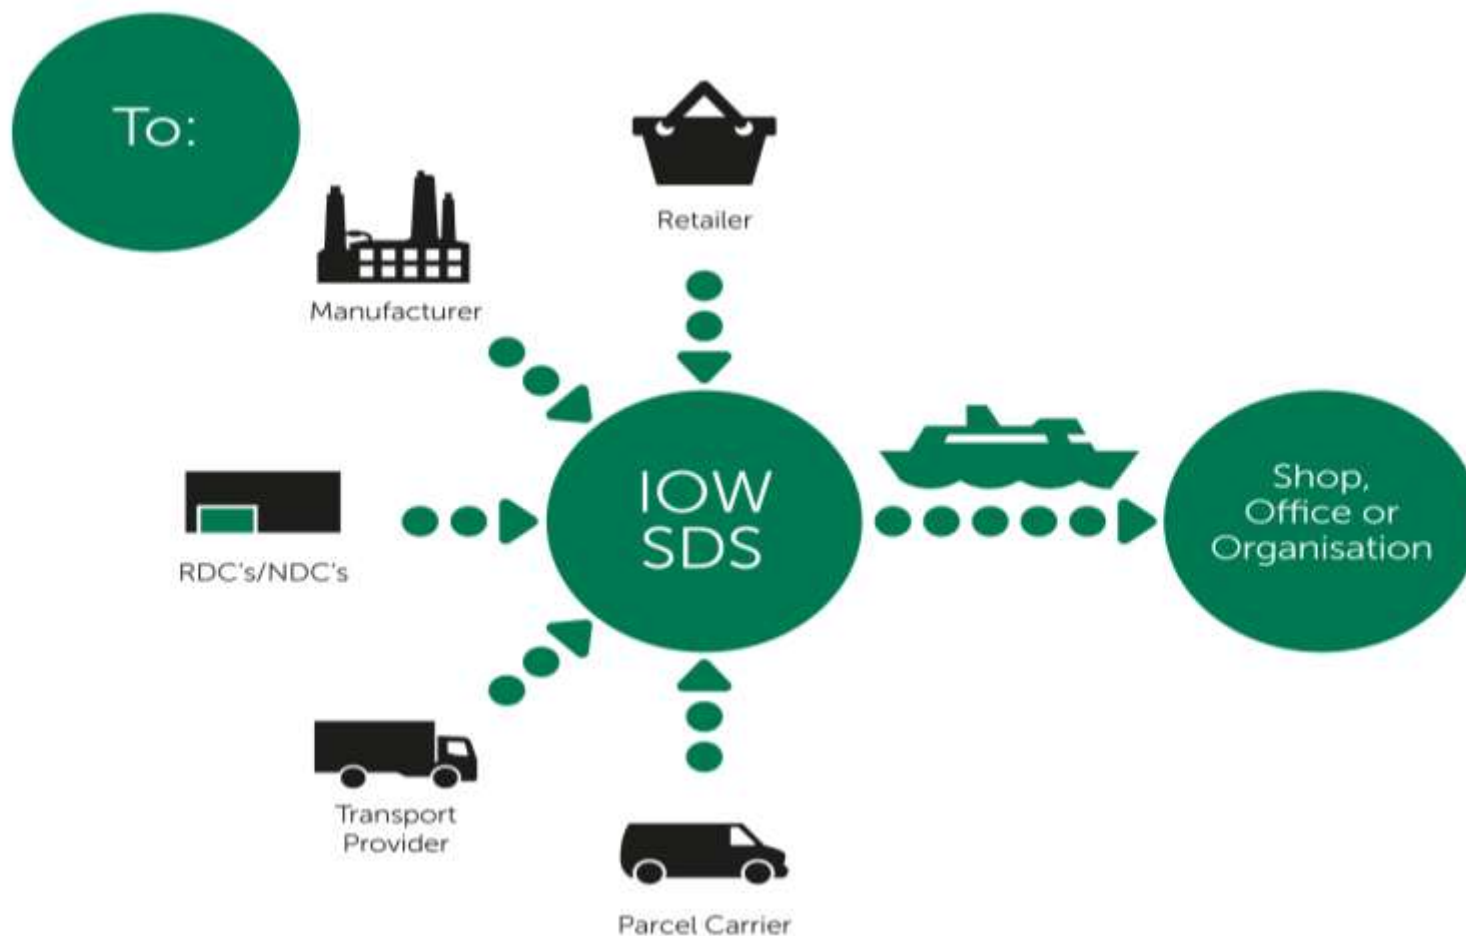 To:
Retailer
Manufacturer
IOW
SDS
Shop,
Office or
Organisation
RDC's/NDC's
Transport
Provider
Parcel Carrier